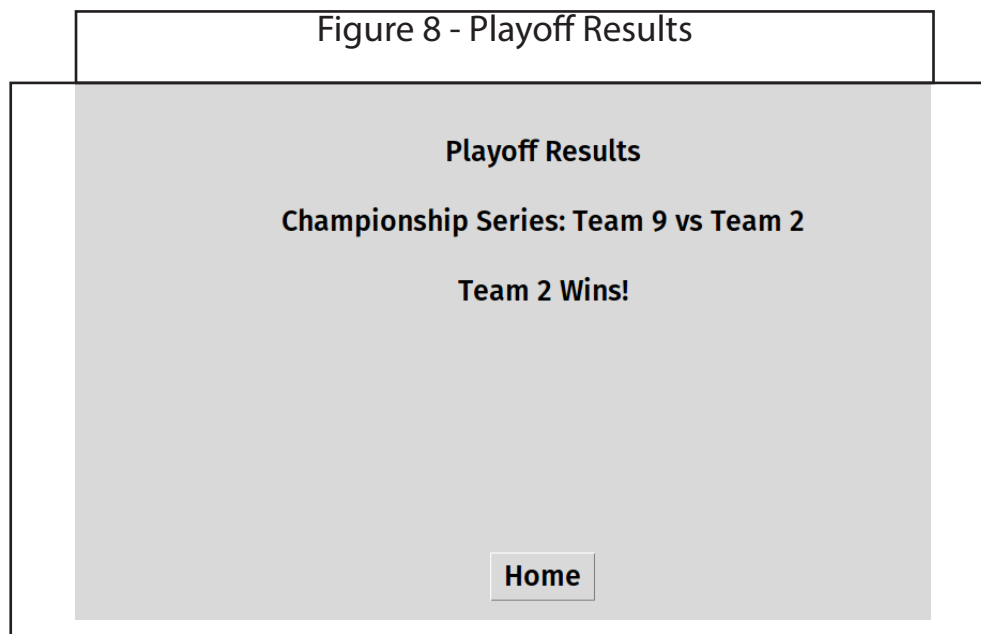 Figure 8 - Playoff Results
Playoff Results
Championship Series: Team 9 vs Team 2
Team 2 Wins!
Home